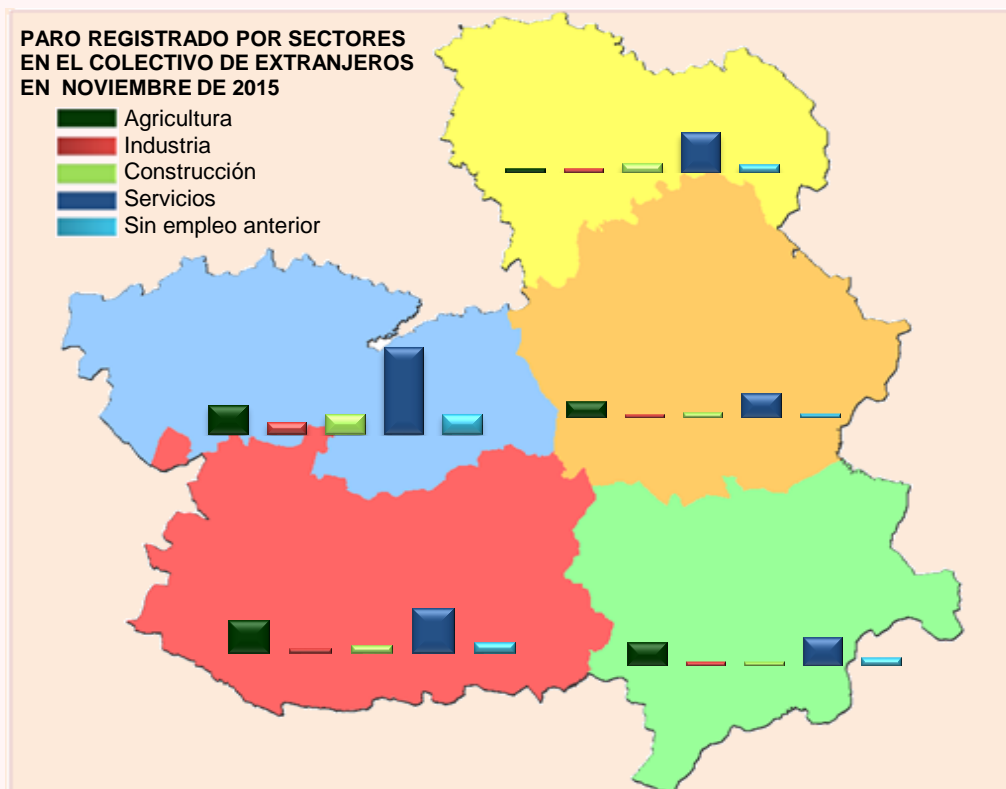 PARO REGISTRADO POR SECTORES
EN EL COLECTIVO DE EXTRANJEROS
EN NOVIEMBRE DE 2015
Agricultura
Industria
Construcción
Servicios
Sin empleo anterior